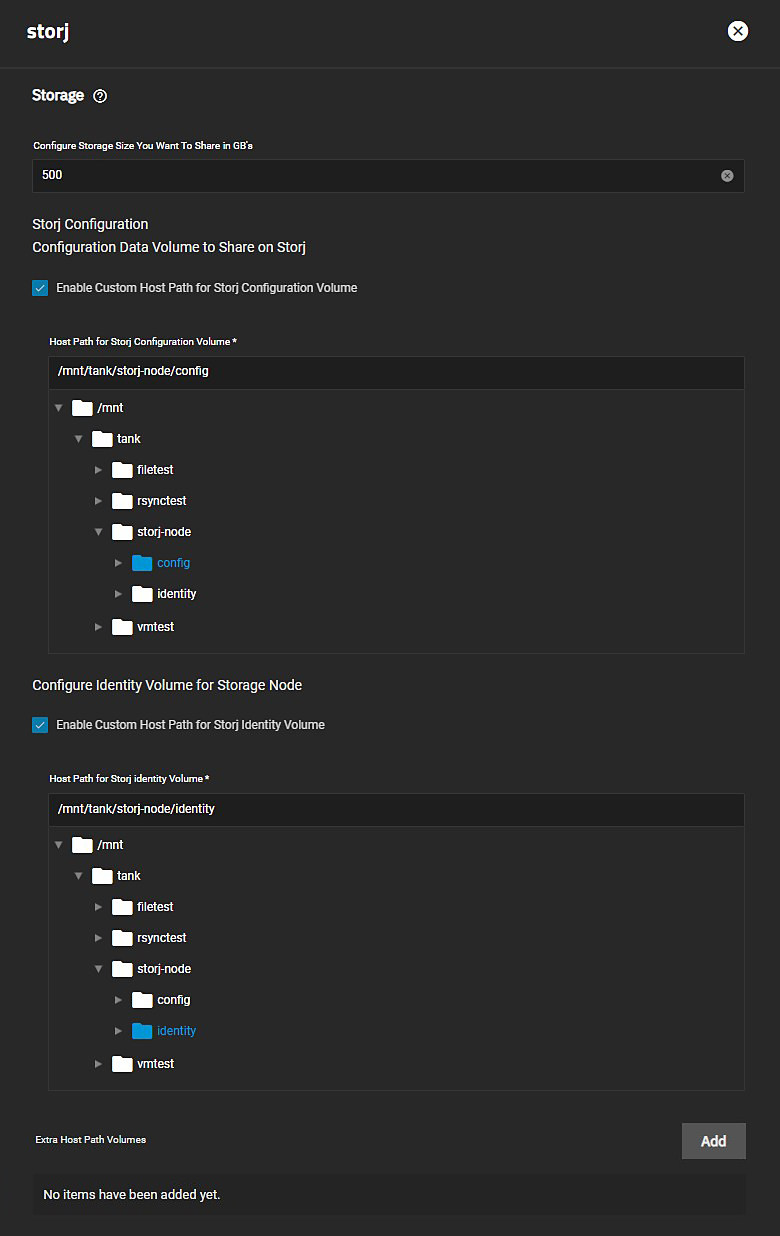 storj
Storage
Configure Storage Size You Want To Share in GB's
500
Storj Configuration
Configuration Data Volume to Share on Storj
Enable Custom Host Path for Storj Configuration Volume
Host Path for Storj Configuration Volume *
/mnt/tank/storj-node/config
/mnt
tank
filetest
rsynctest
storj-node
config
identity
vmtest
Configure Identity Volume for Storage Node
Enable Custom Host Path for Storj Identity Volume
Host Path for Storj identity Volume *
/mnt/tank/storj-node/identity
/mnt
tank
filetest
rsynctest
storj-node
config
identity
vmtest
Extra Host Path Volumes
Add
No items have been added yet.